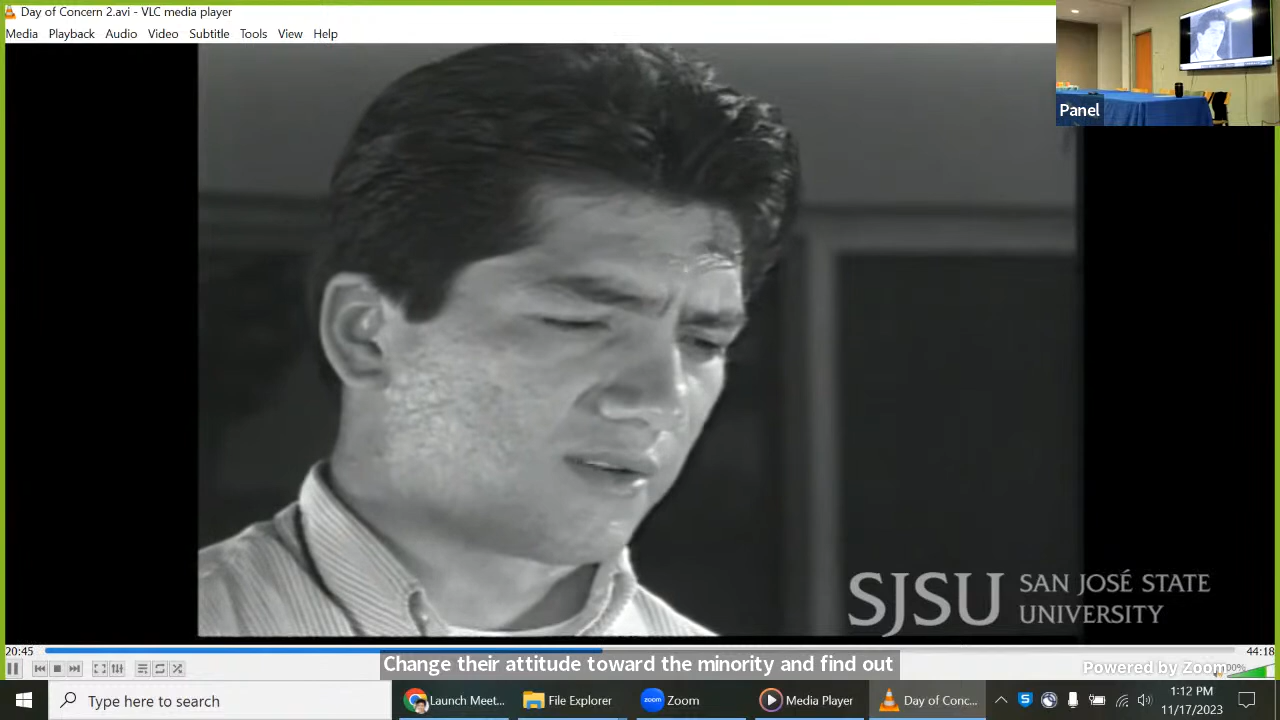 Day of Concern 2.avi - VLC media player
Media Playback Audio Video Subtitle Tools View Help
Panel
SJSU SAN JOSÉ STATE
UNIVERSITY
20:45
44:18
Change their attitude toward the minority and find out
Powered by Zoom
Type here to search
Launch Meet...
File Explorer
zoom
Zoom
Media Player
Day of Conc...
1:12 PM
11/17/2023